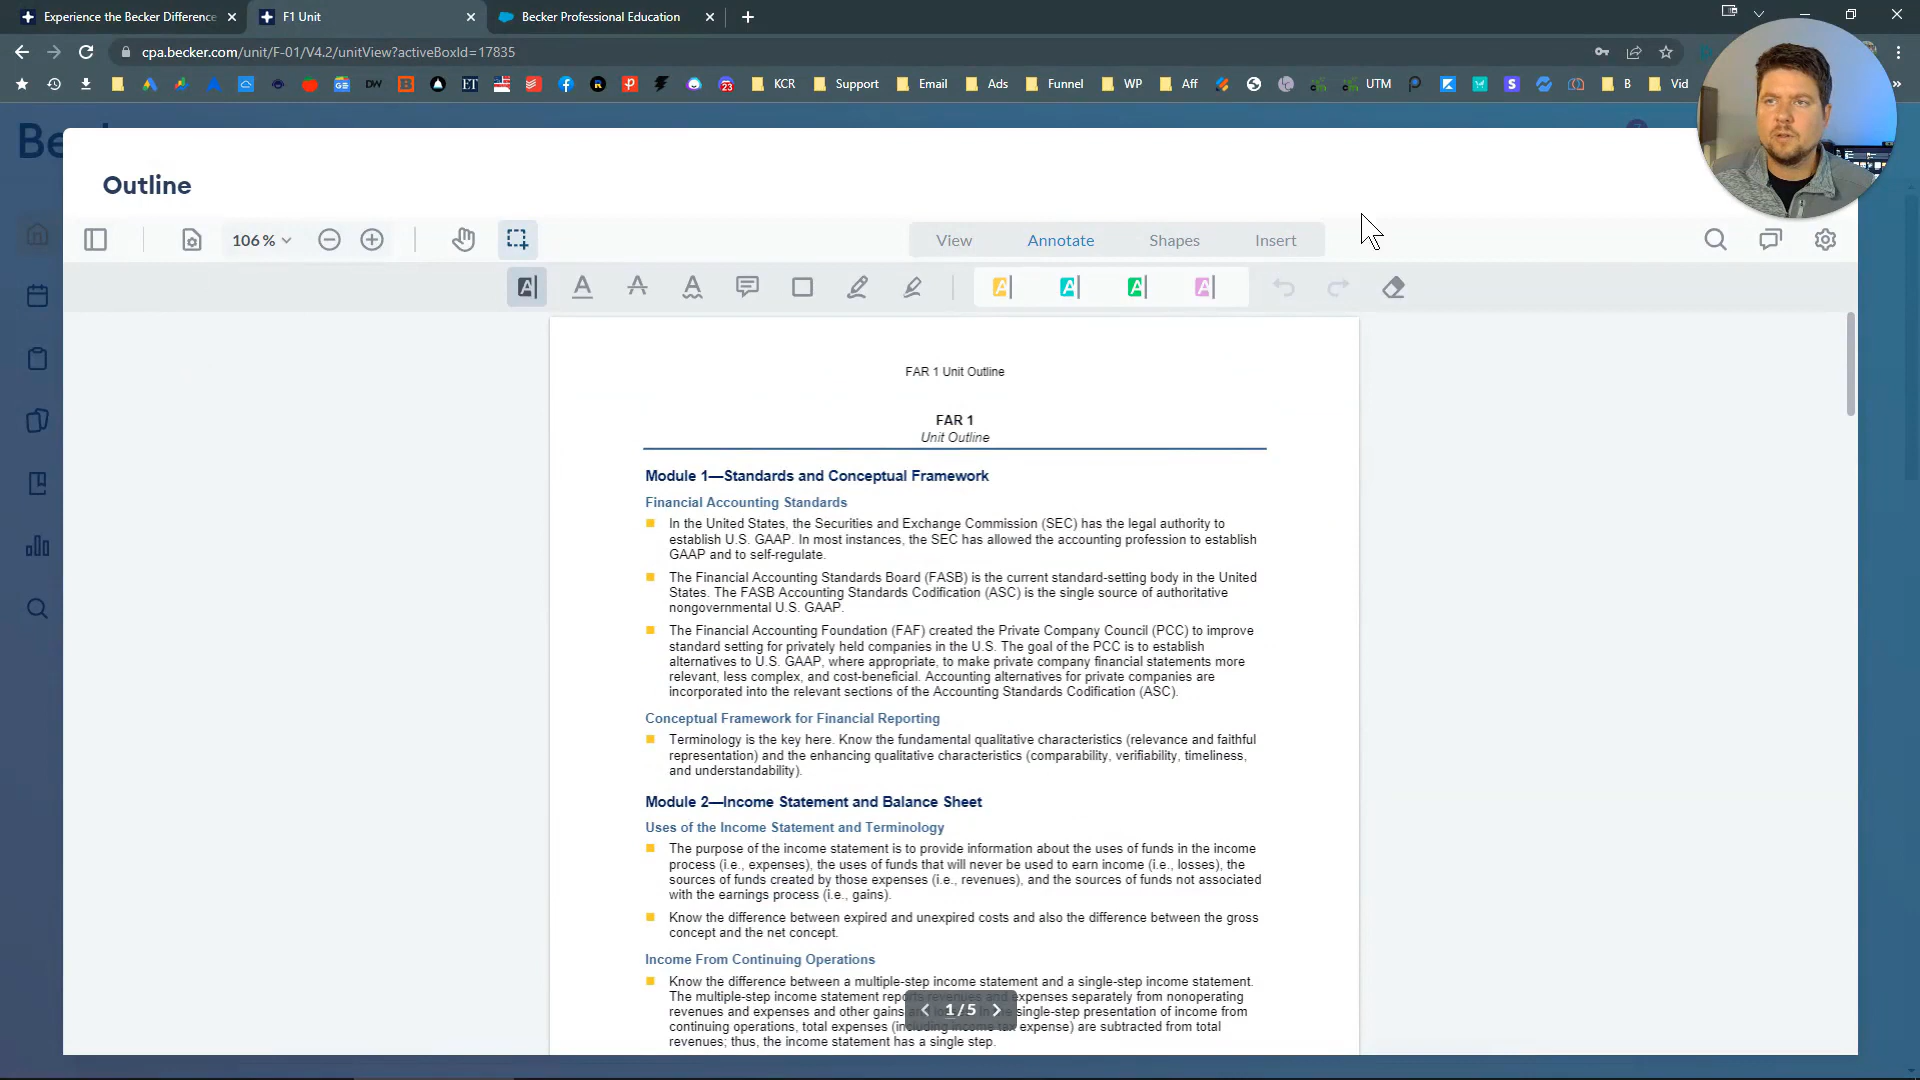 Experience the Becker Difference
F1 Unit
Becker Professional Education
cpa.becker.com/unit/F-01/V4.2/unitView?activeBoxId=17835
DW
ET
23
KCR
Support
Email
Ads
Funnel
WP
Aff
UTM
B
Vid
Be
Outline
106%
View
Annotate
Shapes
Insert
FAR 1 Unit Outline
FAR 1
Unit Outline
Module 1—Standards and Conceptual Framework
Financial Accounting Standards
In the United States, the Securities and Exchange Commission (SEC) has the legal authority to
establish U.S. GAAP. In most instances, the SEC has allowed the accounting profession to establish
GAAP and to self-regulate.
The Financial Accounting Standards Board (FASB) is the current standard-setting body in the United
States. The FASB Accounting Standards Codification (ASC) is the single source of authoritative
nongovernmental U.S. GAAP.
The Financial Accounting Foundation (FAF) created the Private Company Council (PCC) to improve
standard setting for privately held companies in the U.S. The goal of the PCC is to establish
alternatives to U.S. GAAP, where appropriate, to make private company financial statements more
relevant, less complex, and cost-beneficial. Accounting alternatives for private companies are
incorporated into the relevant sections of the Accounting Standards Codification (ASC).
Conceptual Framework for Financial Reporting
Terminology is the key here. Know the fundamental qualitative characteristics (relevance and faithful
representation) and the enhancing qualitative characteristics (comparability, verifiability, timeliness,
and understandability).
Module 2—Income Statement and Balance Sheet
Uses of the Income Statement and Terminology
The purpose of the income statement is to provide information about the uses of funds in the income
process (i.e., expenses), the uses of funds that will never be used to earn income (i.e., losses), the
sources of funds created by those expenses (i.e., revenues), and the sources of funds not associated
with the earnings process (i.e., gains).
Know the difference between expired and unexpired costs and also the difference between the gross
concept and the net concept.
Income From Continuing Operations
Know the difference between a multiple-step income statement and a single-step income statement.
The multiple-step income statement reports revenues and expenses separately from nonoperating
revenues and expenses and other gains single-step presentation of income from
continuing operations, total expenses (including income tax expense) are subtracted from total
revenues; thus, the income statement has a single step.
1 / 5